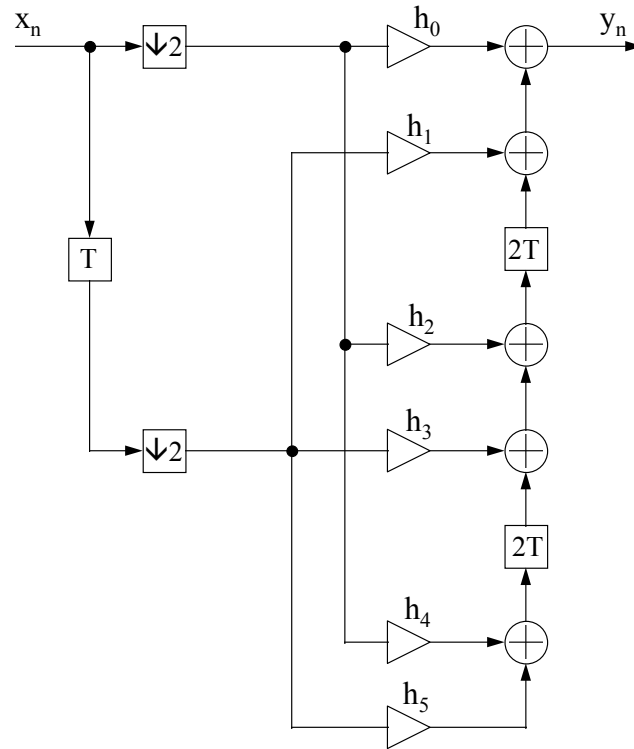 xₙ
↓2
h₀
yₙ
h₁
T
2T
h₂
↓2
h₃
2T
h₄
h₅